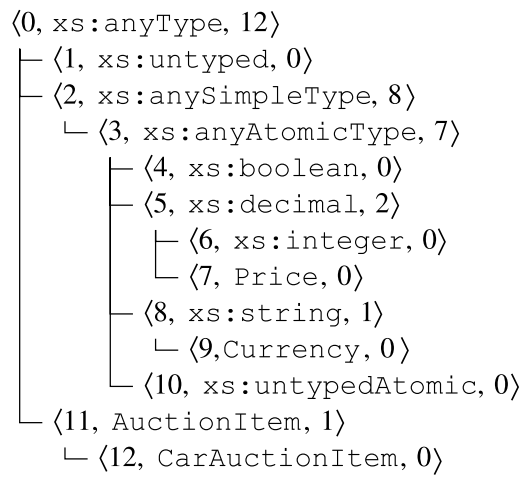 ⟨0, xs:anyType, 12⟩
⟨1, xs:untyped, 0⟩
⟨2, xs:anySimpleType, 8⟩
⟨3, xs:anyAtomicType, 7⟩
⟨4, xs:boolean, 0⟩
⟨5, xs:decimal, 2⟩
⟨6, xs:integer, 0⟩
⟨7, Price, 0⟩
⟨8, xs:string, 1⟩
⟨9,Currency, 0 ⟩
⟨10, xs:untypedAtomic, 0⟩
⟨11, AuctionItem, 1⟩
⟨12, CarAuctionItem, 0⟩